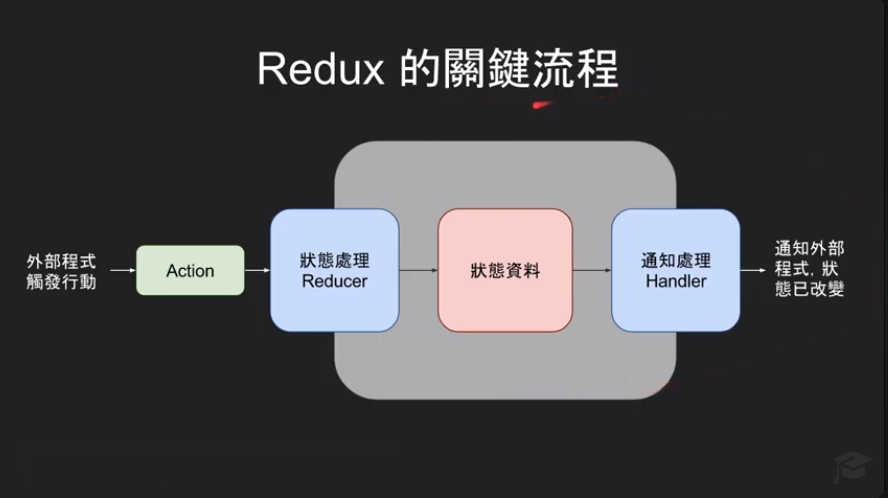 Redux 的關鍵流程
外部程式
觸發行動
Action
狀態處理
Reducer
狀態資料
通知處理
Handler
通知外部
程式, 狀
態已改變